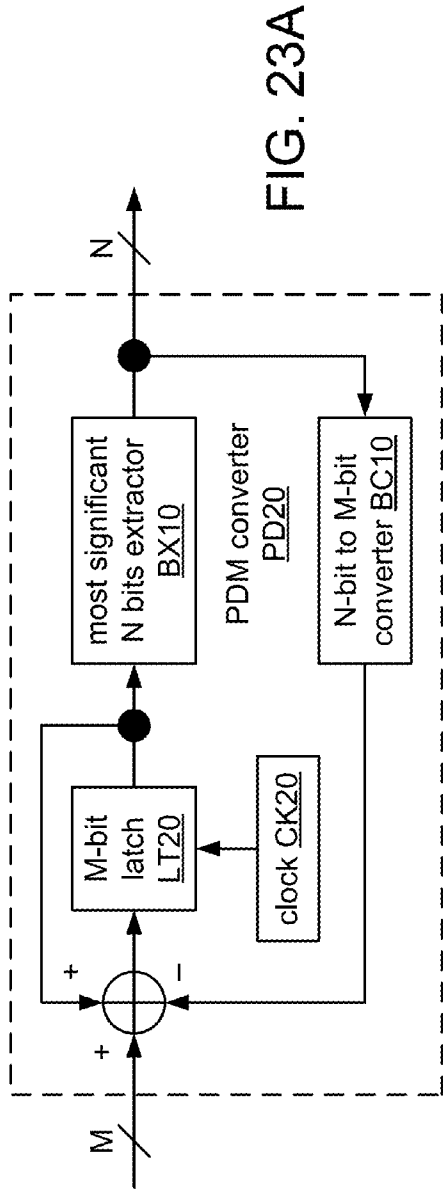 M
+
+
−
M-bit
latch
LT20
clock CK20
most significant
N bits extractor
BX10
PDM converter
PD20
N-bit to M-bit
converter BC10
N
FIG. 23A